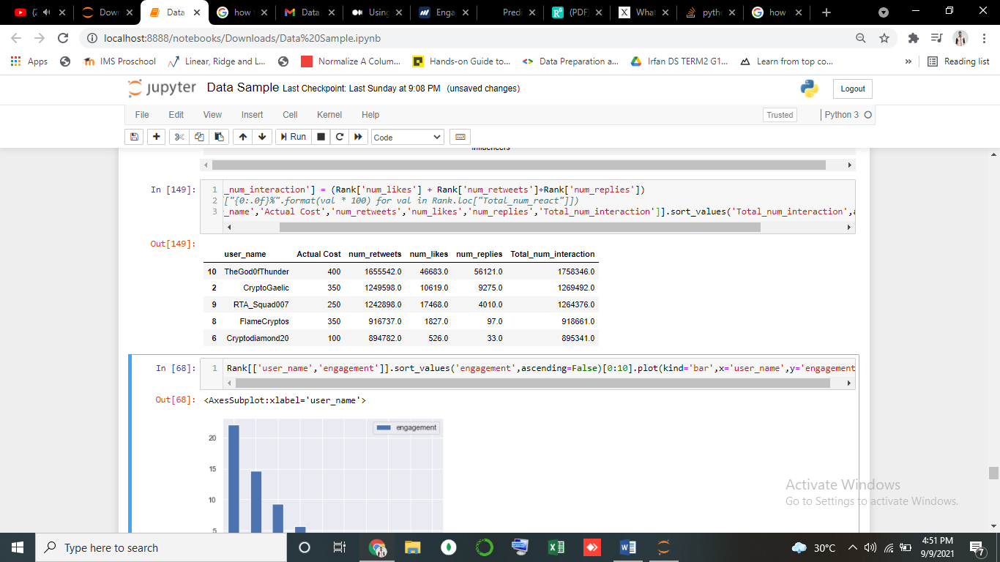 (2
Down
Data
how t
Data
Using
Enga
Predi
(PDF
What
pytho
how
localhost:8888/notebooks/Downloads/Data%20Sample.ipynb
Apps
IMS Proschool
Linear, Ridge and L...
Normalize A Colum...
Hands-on Guide to...
Data Preparation a...
Irfan DS TERM2 G1...
Learn from top co...
»
Reading list
jupyter Data Sample Last Checkpoint: Last Sunday at 9:08 PM (unsaved changes)
Logout
File Edit View Insert Cell Kernel Help
Trusted
Python 3
Run
Code
influencers
In [149]:
1 _num_interaction'] = (Rank['num_likes'] + Rank['num_retweets']+Rank['num_replies'])
2 ["{0:.0f}%".format(val * 100) for val in Rank.loc["Total_num_react"]])
3 _name','Actual Cost','num_retweets','num_likes','num_replies','Total_num_interaction']].sort_values('Total_num_interaction',a
Out[149]:
user_name Actual Cost num_retweets num_likes num_replies Total_num_interaction
10 TheGod0fThunder 400 1655542.0 46683.0 56121.0 1758346.0
2 CryptoGaelic 350 1249598.0 10619.0 9275.0 1269492.0
9 RTA_Squad007 250 1242898.0 17468.0 4010.0 1264376.0
8 FlameCryptos 350 916737.0 1827.0 97.0 918661.0
6 Cryptodiamond20 100 894782.0 526.0 33.0 895341.0
In [68]:
1 Rank[['user_name','engagement']].sort_values('engagement',ascending=False)[0:10].plot(kind='bar',x='user_name',y='engagement
Out[68]: <AxesSubplot:xlabel='user_name'>
engagement
20
15
10
5
Activate Windows
Go to Settings to activate Windows.
Type here to search
30°C
4:51 PM
9/9/2021
7